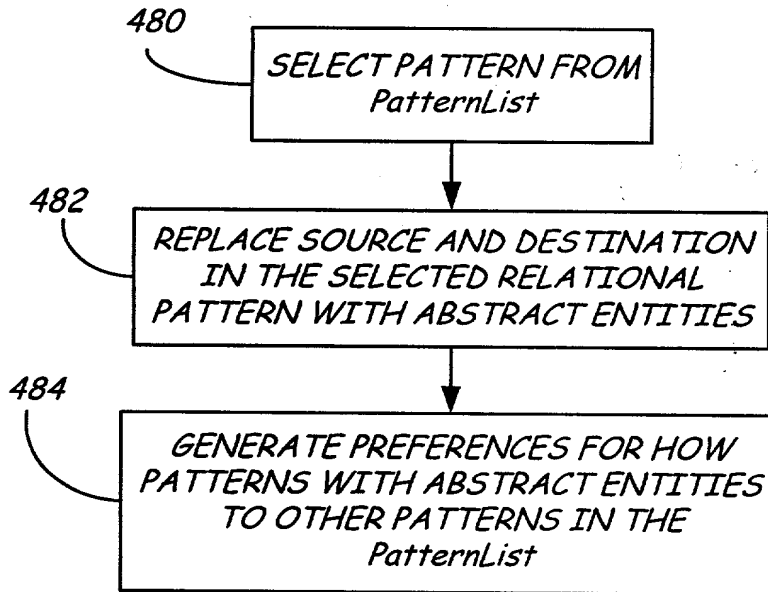 480
SELECT PATTERN FROM
PatternList
482
REPLACE SOURCE AND DESTINATION
IN THE SELECTED RELATIONAL
PATTERN WITH ABSTRACT ENTITIES
484
GENERATE PREFERENCES FOR HOW
PATTERNS WITH ABSTRACT ENTITIES
TO OTHER PATTERNS IN THE
PatternList